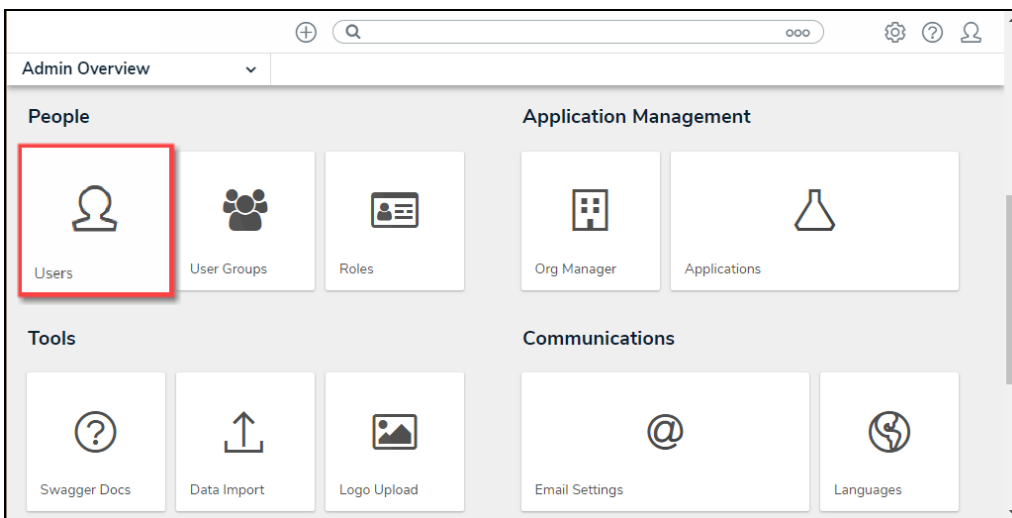 Admin Overview
People
Application Management
Users
User Groups
Roles
Org Manager
Applications
Tools
Communications
Swagger Docs
Data Import
Logo Upload
Email Settings
Languages